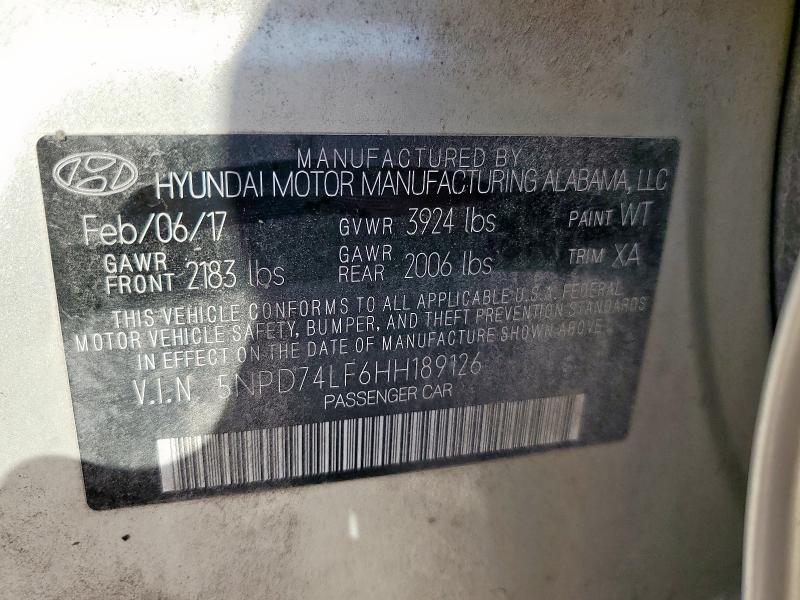 MANUFACTURED BY
HYUNDAI MOTOR MANUFACTURING ALABAMA, LLC
Feb/06/17 GVWR 3924 lbs PAINT WT
GAWR FRONT 2183 lbs GAWR REAR 2006 lbs TRIM XA
THIS VEHICLE CONFORMS TO ALL APPLICABLE U.S.A. FEDERAL
MOTOR VEHICLE SAFETY, BUMPER, AND THEFT PREVENTION STANDARDS
IN EFFECT ON THE DATE OF MANUFACTURE SHOWN ABOVE.
V.I.N 5NPD74LF6HH189126
PASSENGER CAR